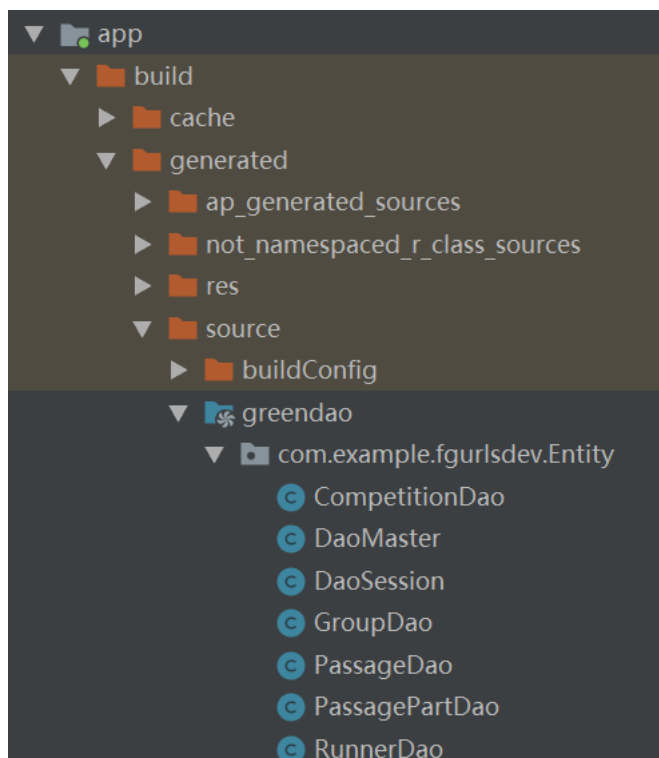 app
build
cache
generated
ap_generated_sources
not_namespaced_r_class_sources
res
source
buildConfig
greendao
com.example.fgurlsdev.Entity
CompetitionDao
DaoMaster
DaoSession
GroupDao
PassageDao
PassagePartDao
RunnerDao